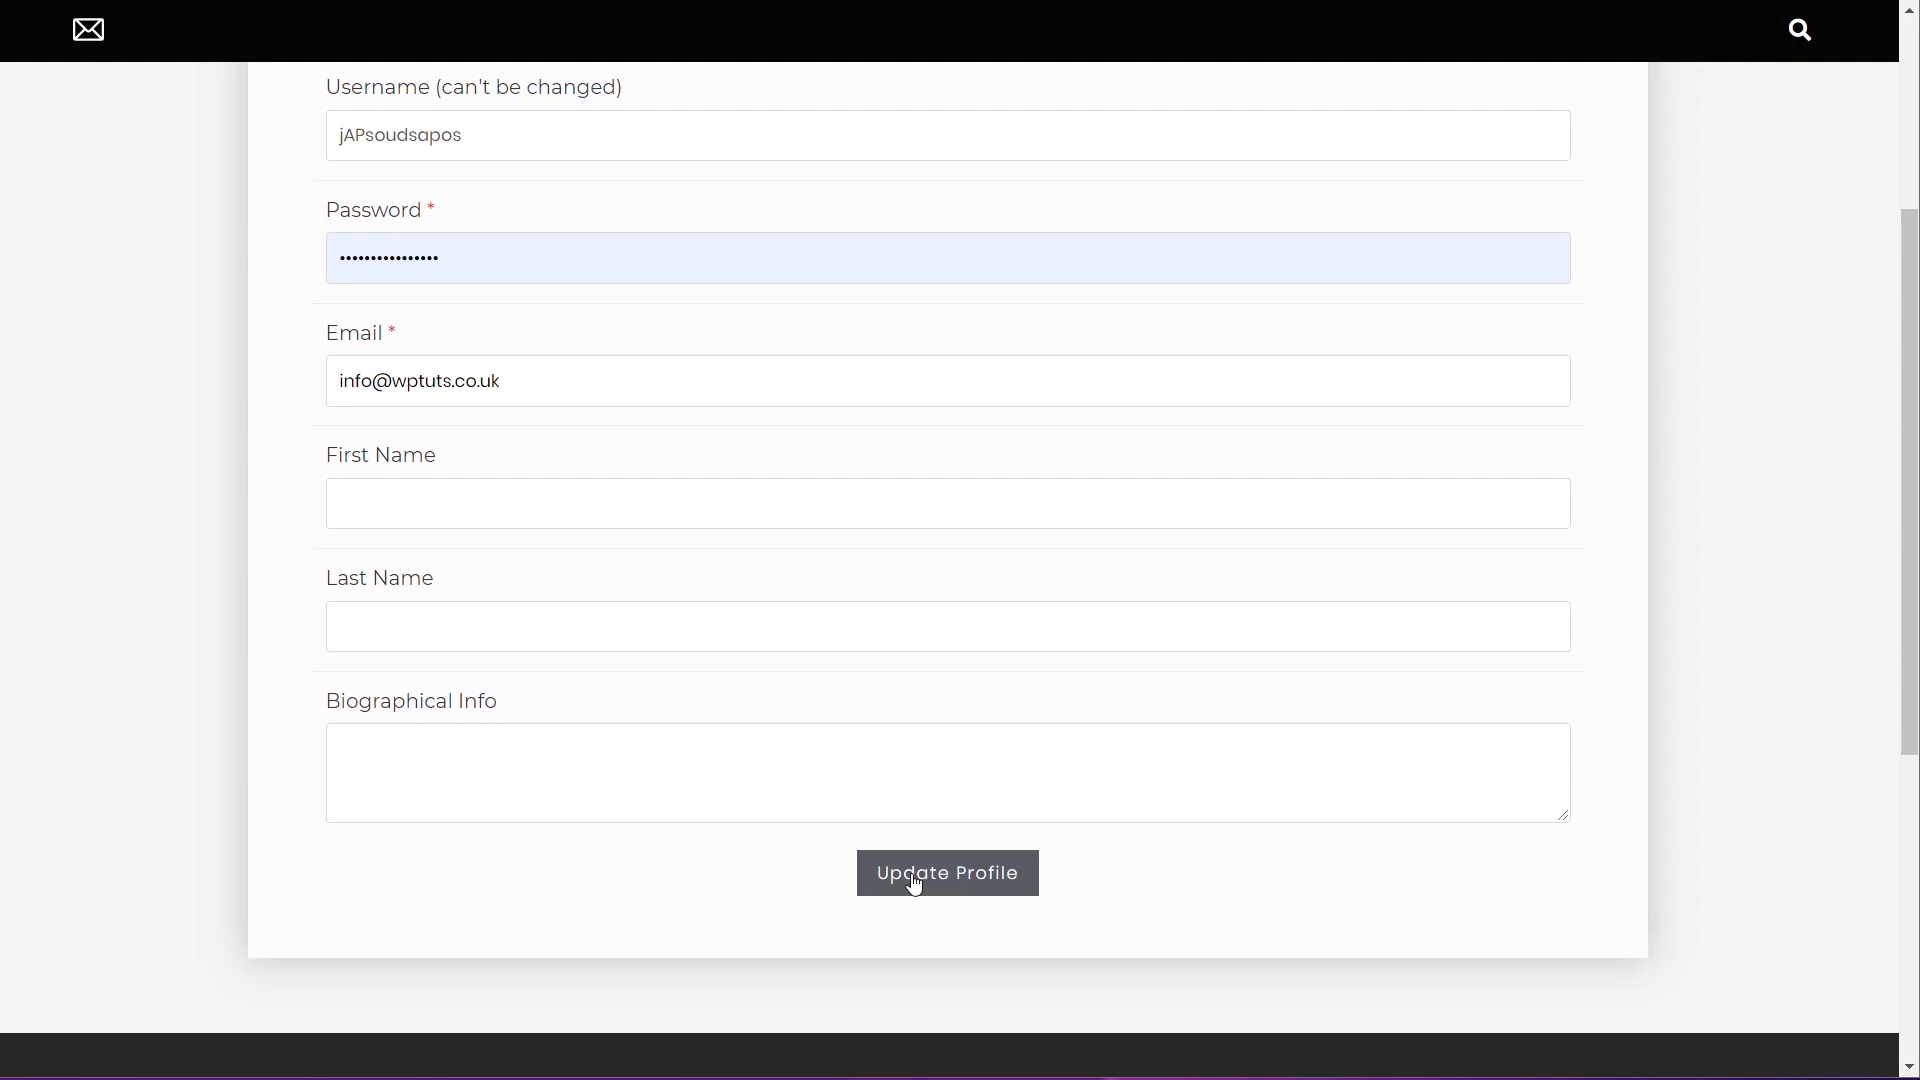 Username (can't be changed)
jAPsoudsapos
Password *
••••••••••••••••
Email *
info@wptuts.co.uk
First Name
Last Name
Biographical Info
Update Profile